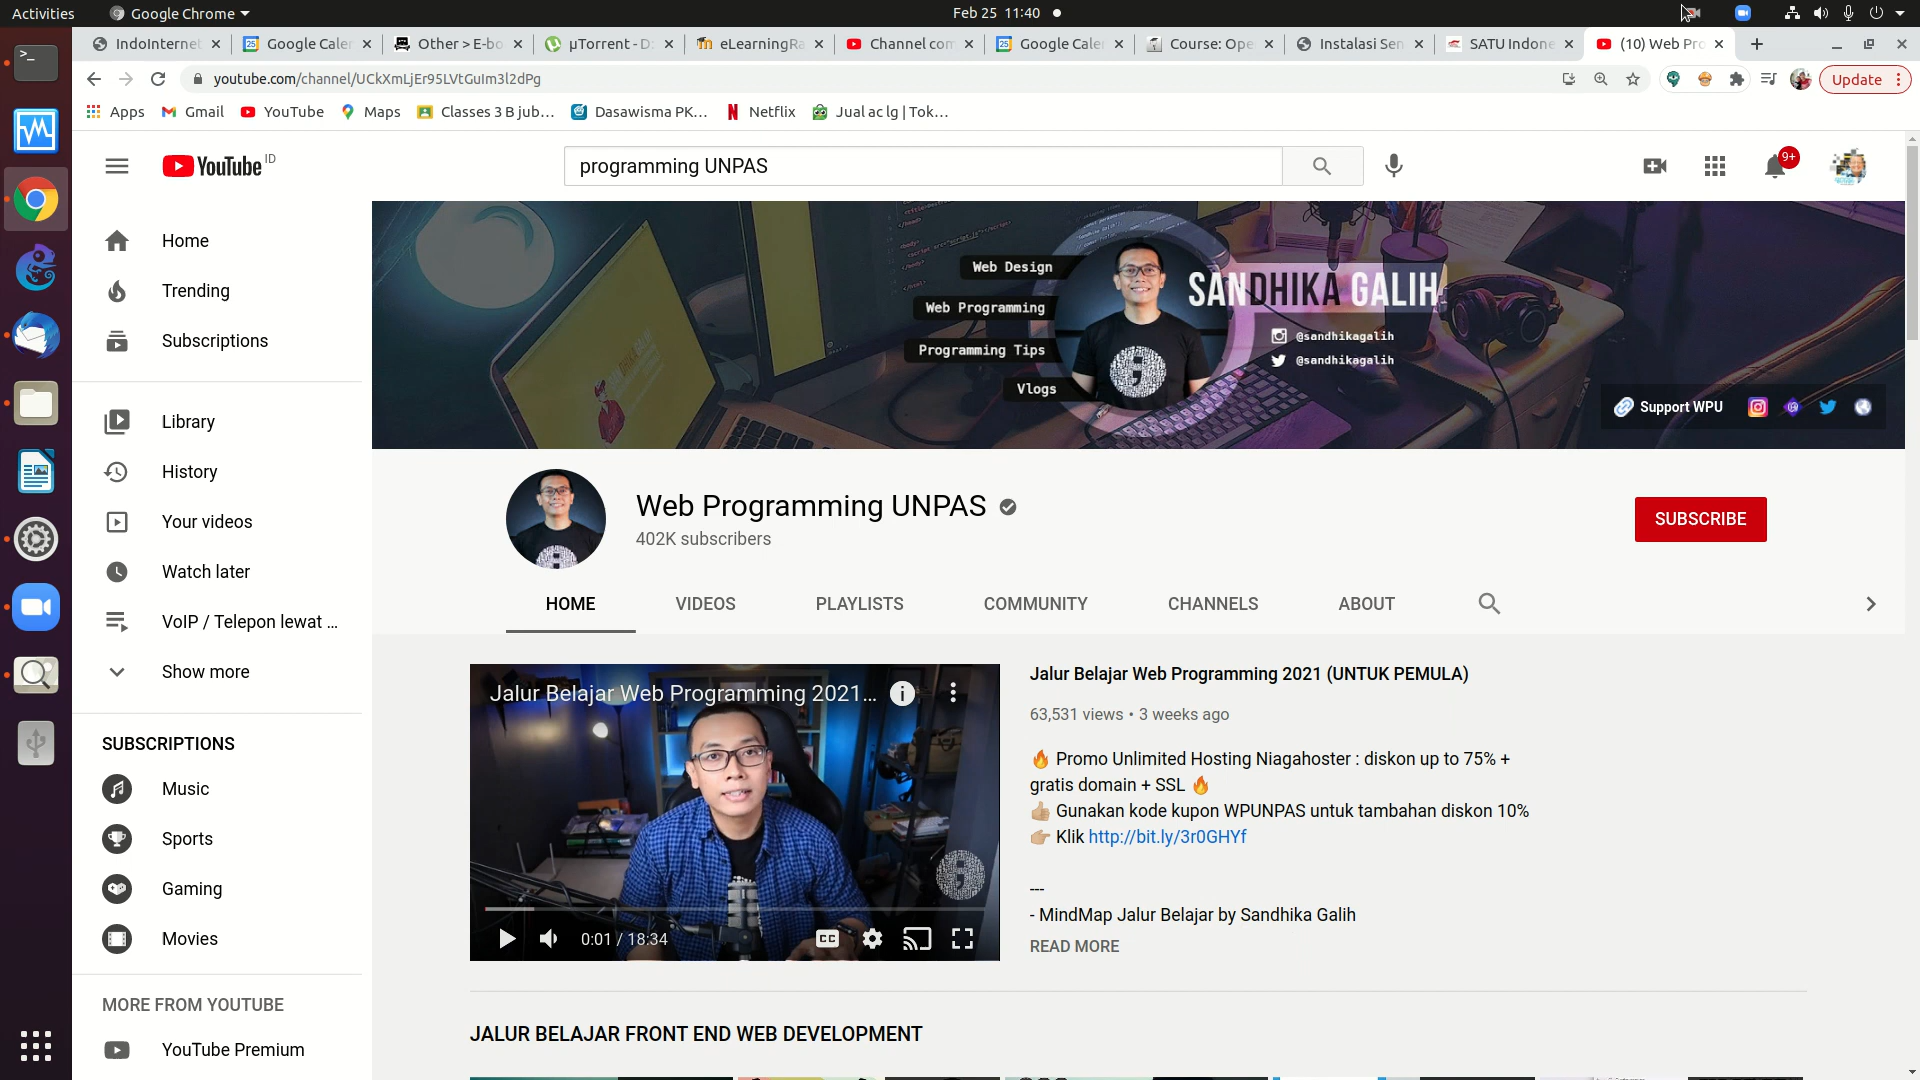 Activities
Google Chrome
Feb 25 11:40
IndoInternet
Google Caler
Other > E-bo
µTorrent - D
eLearningRa
Channel com
Google Caler
Course: Ope
Instalasi Sen
SATU Indone
(10) Web Pro
youtube.com/channel/UCkXmLjEr95LVtGuIm3l2dPg
Update
Apps
Gmail
YouTube
Maps
Classes 3 B jub...
Dasawisma PK...
Netflix
Jual ac lg | Tok...
YouTube ID
programming UNPAS
9+
Home
Trending
Subscriptions
Library
History
Your videos
Watch later
VoIP / Telepon lewat ...
Show more
SUBSCRIPTIONS
Music
Sports
Gaming
Movies
MORE FROM YOUTUBE
YouTube Premium
Web Design
Web Programming
Programming Tips
Vlogs
SANDHIKA GALIH
@sandhikagalih
@sandhikagalih
Support WPU
Web Programming UNPAS
402K subscribers
SUBSCRIBE
HOME
VIDEOS
PLAYLISTS
COMMUNITY
CHANNELS
ABOUT
Jalur Belajar Web Programming 2021...
0:01 / 18:34
CC
Jalur Belajar Web Programming 2021 (UNTUK PEMULA)
63,531 views • 3 weeks ago
🔥 Promo Unlimited Hosting Niagahoster : diskon up to 75% +
gratis domain + SSL 🔥
👍🏼 Gunakan kode kupon WPUNPAS untuk tambahan diskon 10%
👉🏼 Klik http://bit.ly/3r0GHYf
---
- MindMap Jalur Belajar by Sandhika Galih
READ MORE
JALUR BELAJAR FRONT END WEB DEVELOPMENT